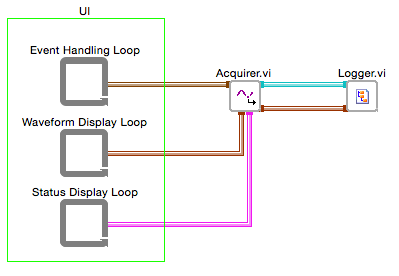 UI
Event Handling Loop
Acquirer.vi
Logger.vi
Waveform Display Loop
Status Display Loop